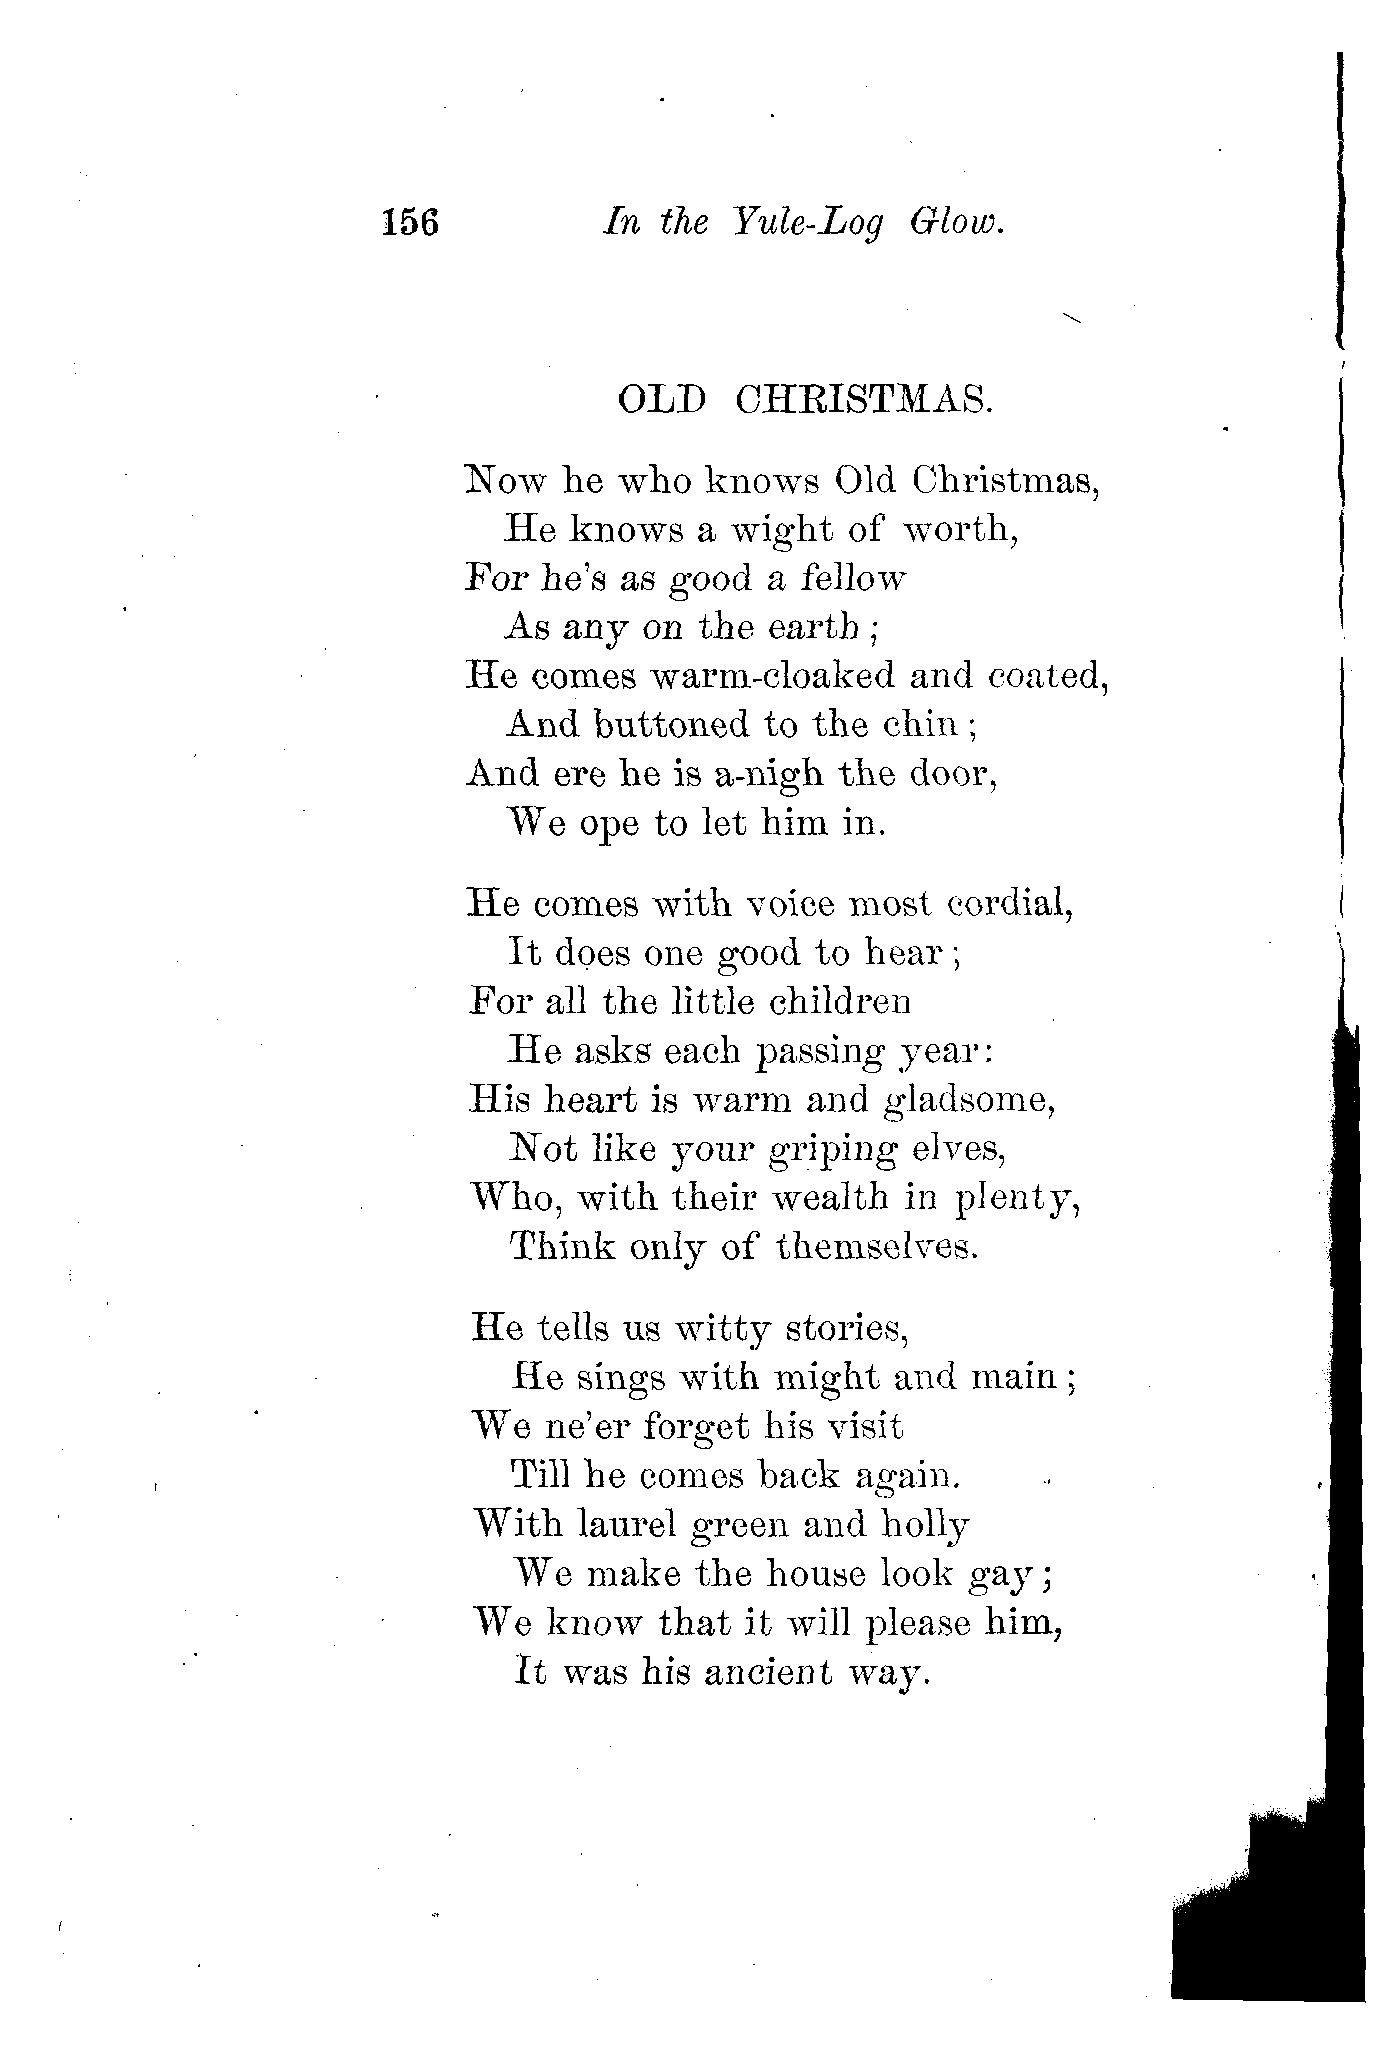 156 In the Yule-Log Glow.
OLD CHRISTMAS.
Now he who knows Old Christmas,
He knows a wight of worth,
For he's as good a fellow
As any on the earth;
He comes warm-cloaked and coated,
And buttoned to the chin;
And ere he is a-nigh the door,
We ope to let him in.
He comes with voice most cordial,
It does one good to hear;
For all the little children
He asks each passing year:
His heart is warm and gladsome,
Not like your griping elves,
Who, with their wealth in plenty,
Think only of themselves.
He tells us witty stories,
He sings with might and main;
We ne'er forget his visit
Till he comes back again.
With laurel green and holly
We make the house look gay;
We know that it will please him,
It was his ancient way.